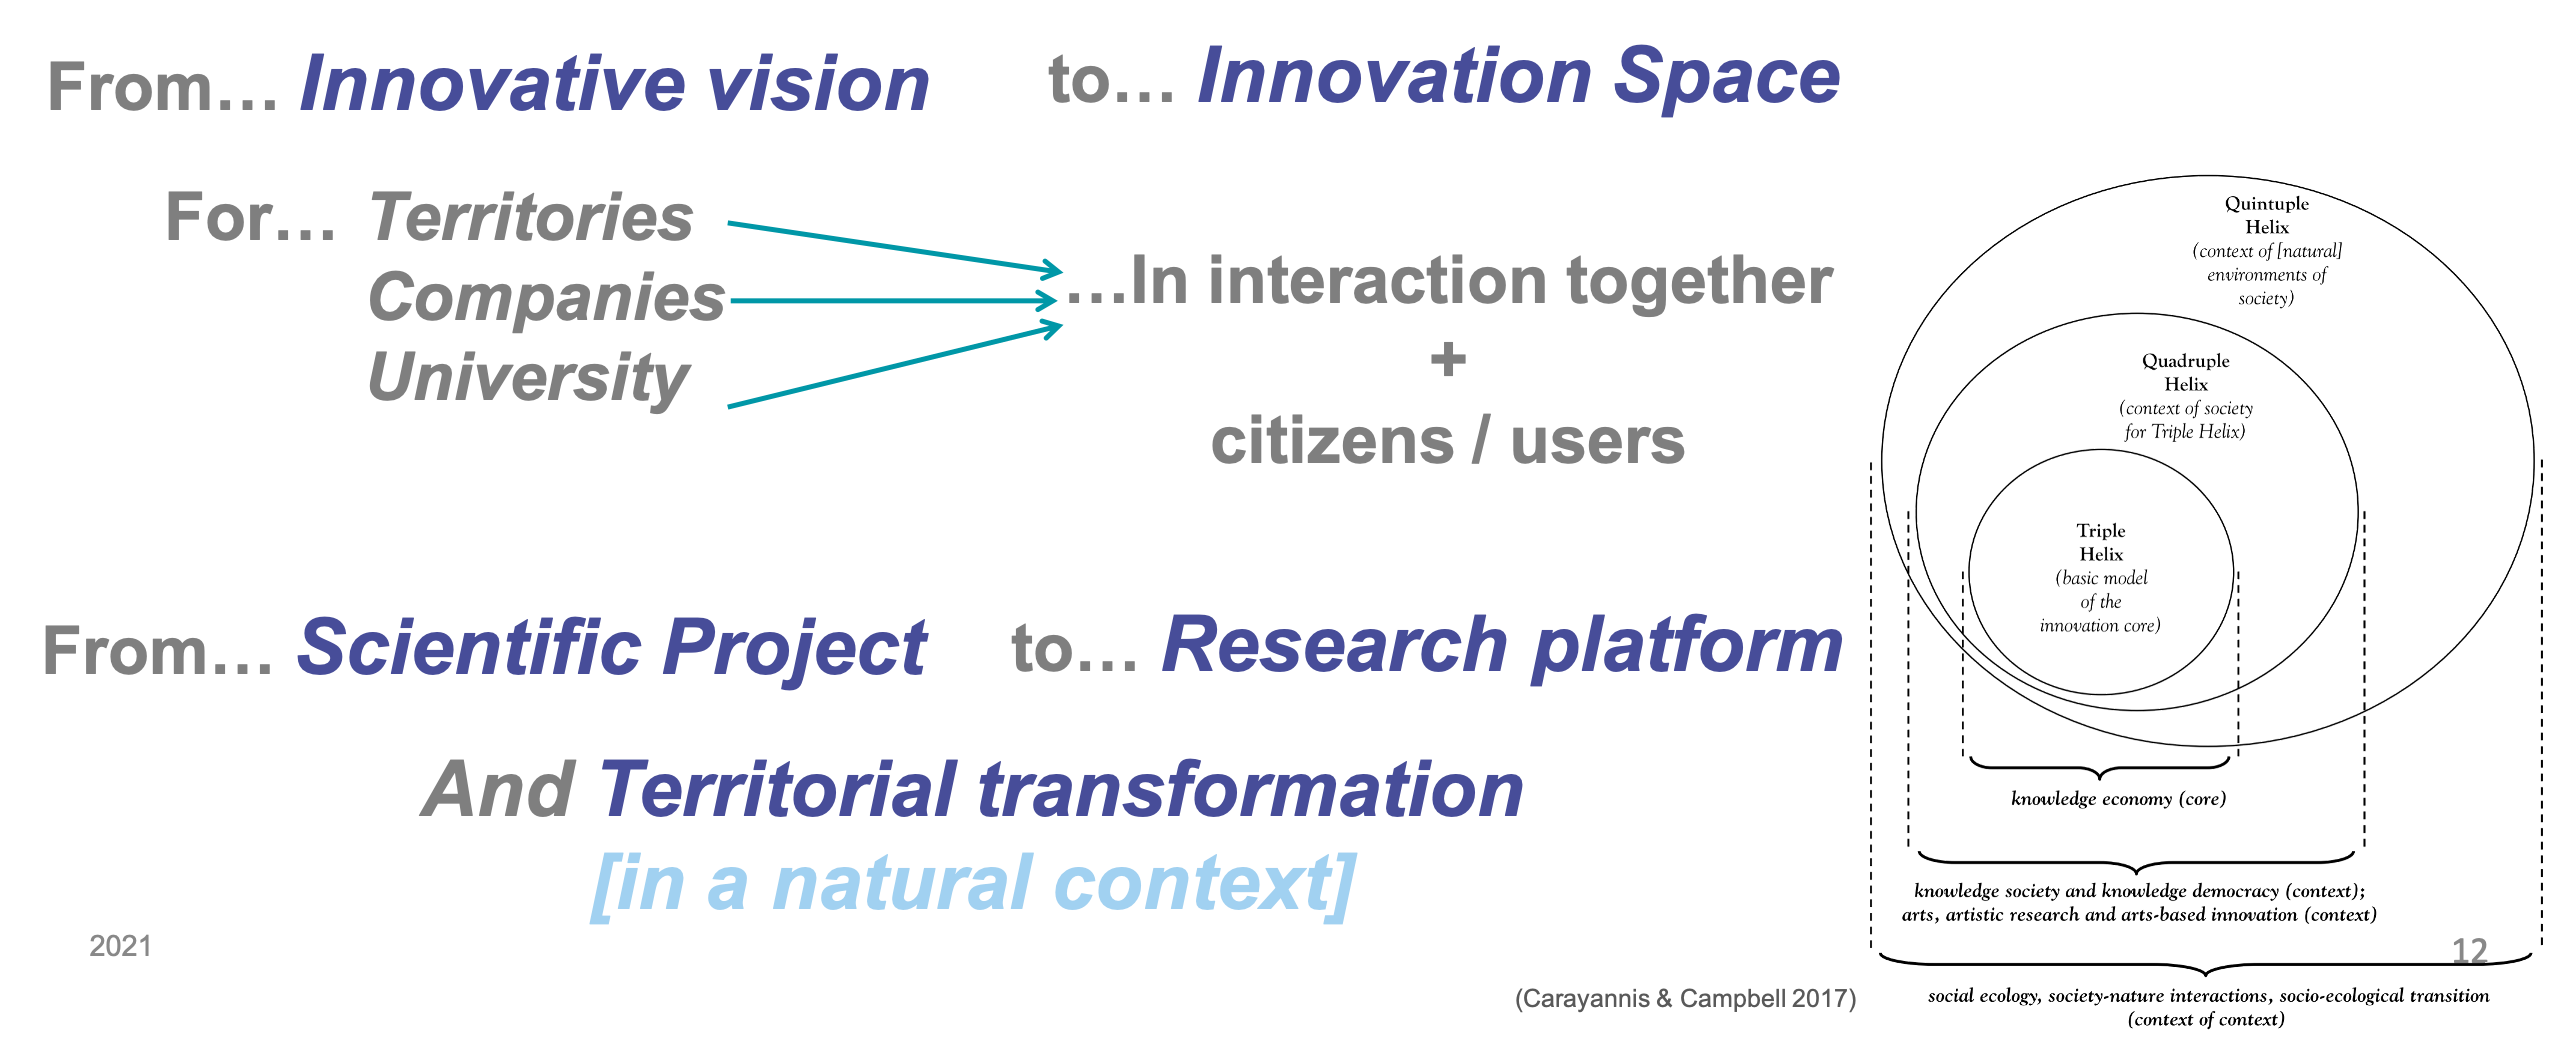 From… Innovative vision to… Innovation Space
For… Territories
Companies
University
…In interaction together
+
citizens / users
From… Scientific Project to… Research platform
And Territorial transformation
[in a natural context]
2021
(Carayannis & Campbell 2017)
Quintuple
Helix
(context of [natural]
environments of
society)
Quadruple
Helix
(context of society
for Triple Helix)
Triple
Helix
(basic model
of the
innovation core)
knowledge economy (core)
knowledge society and knowledge democracy (context);
arts, artistic research and arts-based innovation (context)
12
social ecology, society-nature interactions, socio-ecological transition
(context of context)